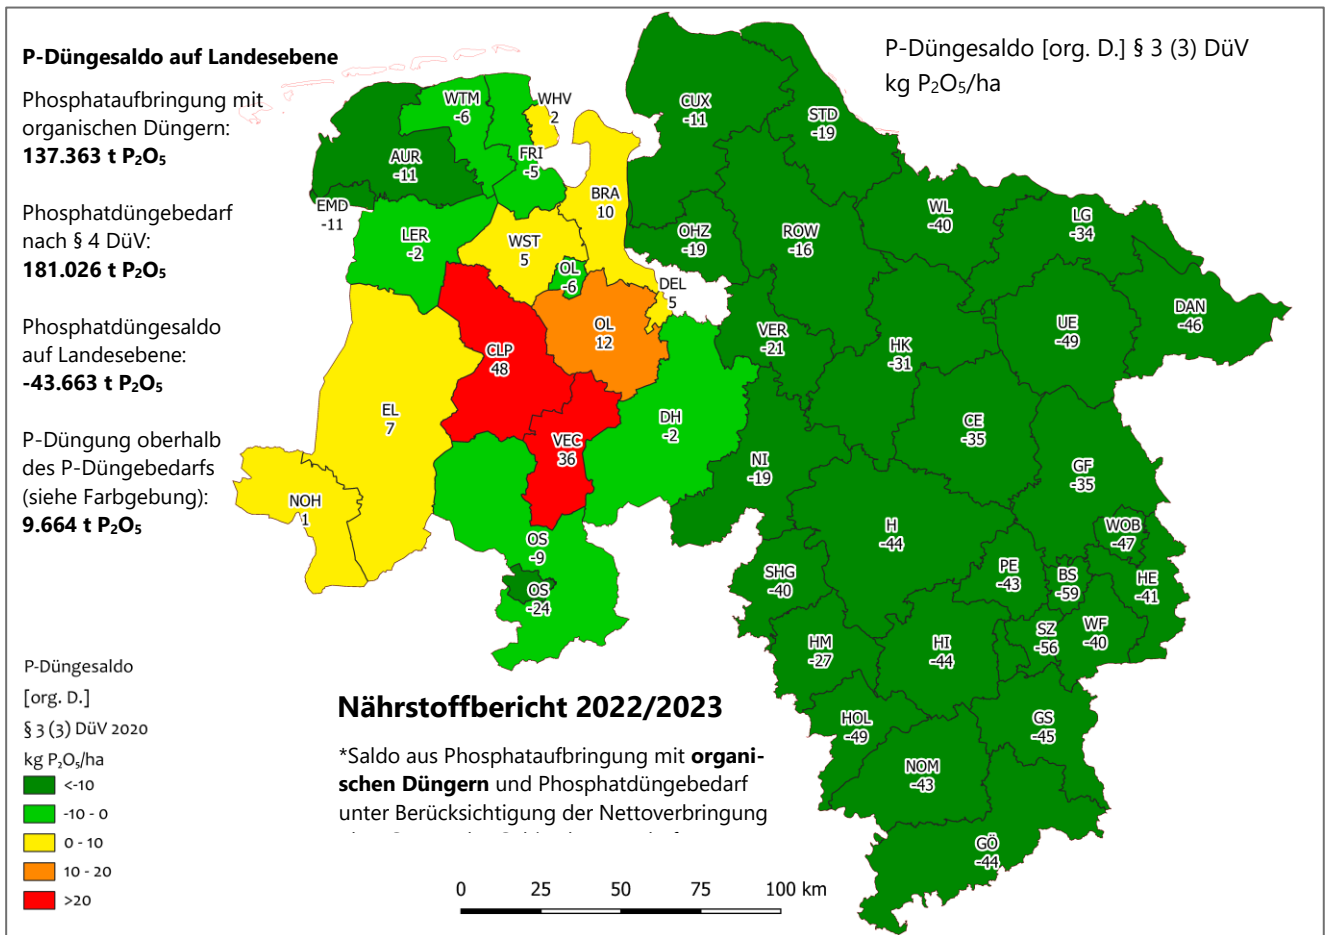 P-Düngesaldo auf Landesebene
Phosphataufbringung mit
organischen Düngern:
137.363 t P₂O₅
Phosphatdüngebedarf
nach § 4 DüV:
181.026 t P₂O₅
Phosphatdüngesaldo
auf Landesebene:
-43.663 t P₂O₅
P-Düngung oberhalb
des P-Düngebedarfs
(siehe Farbgebung):
9.664 t P₂O₅
P-Düngesaldo [org. D.] § 3 (3) DüV
kg P₂O₅/ha
WTM
-6
WHV
2
CUX
-11
STD
-19
AUR
-11
FRI
-5
EMD
-11
BRA
10
LER
-2
WST
5
OL
-6
OHZ
-19
ROW
-16
WL
-40
LG
-34
DEL
5
DAN
-46
CLP
48
OL
12
VER
-21
HK
-31
UE
-49
EL
7
VEC
36
DH
-2
NI
-19
CE
-35
GF
-35
NOH
1
OS
-9
OS
-24
H
-44
WOB
-47
SHG
-40
PE
-43
BS
-59
HE
-41
HM
-27
HI
-44
SZ
-56
WF
-40
HOL
-49
GS
-45
NOM
-43
GÖ
-44
P-Düngesaldo
[org. D.]
§ 3 (3) DüV 2020
kg P₂O₅/ha
<-10
-10 - 0
0 - 10
10 - 20
>20
Nährstoffbericht 2022/2023
*Saldo aus Phosphataufbringung mit organi-
schen Düngern und Phosphatdüngebedarf
unter Berücksichtigung der Nettoverbringung
0 25 50 75 100 km